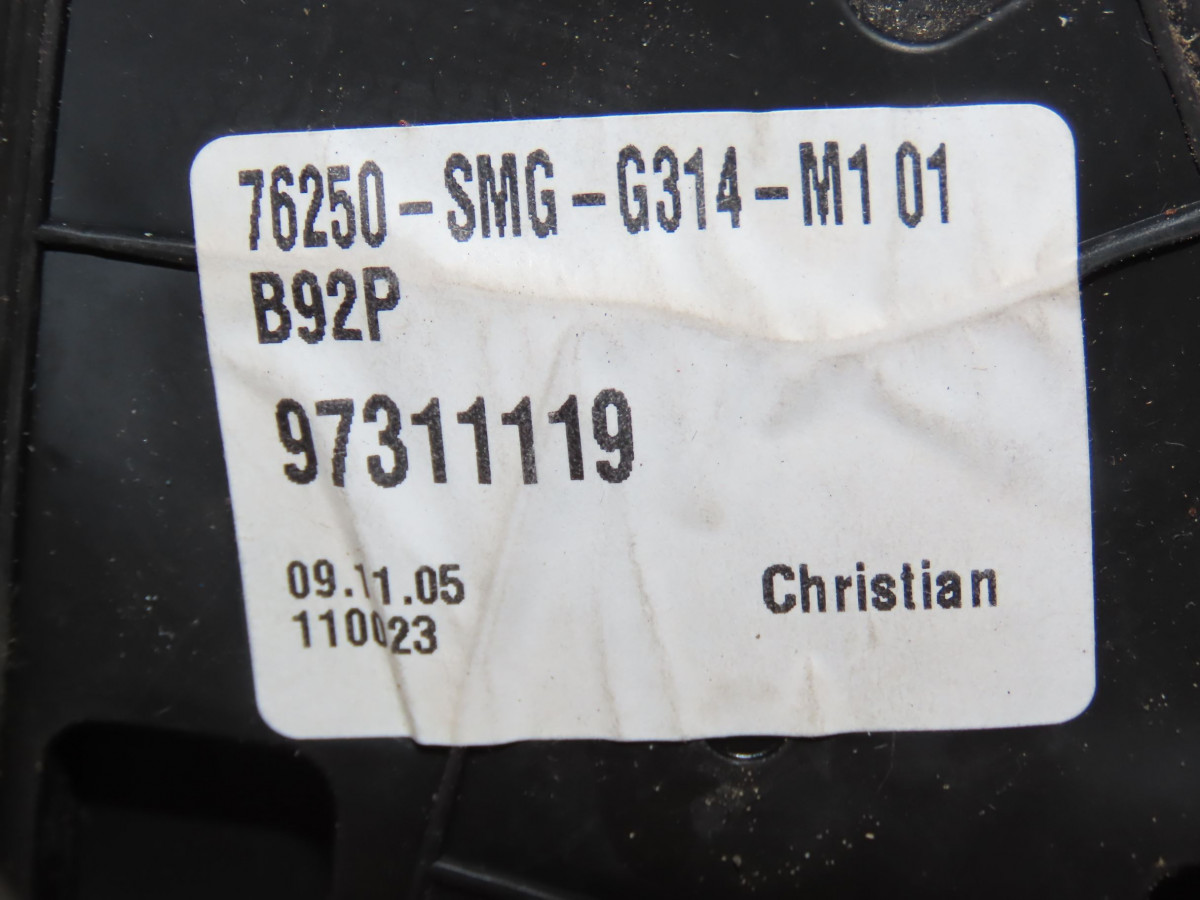 76250-SMG-G314-M1 01
B92P
97311119
09.11.05
110023
Christian